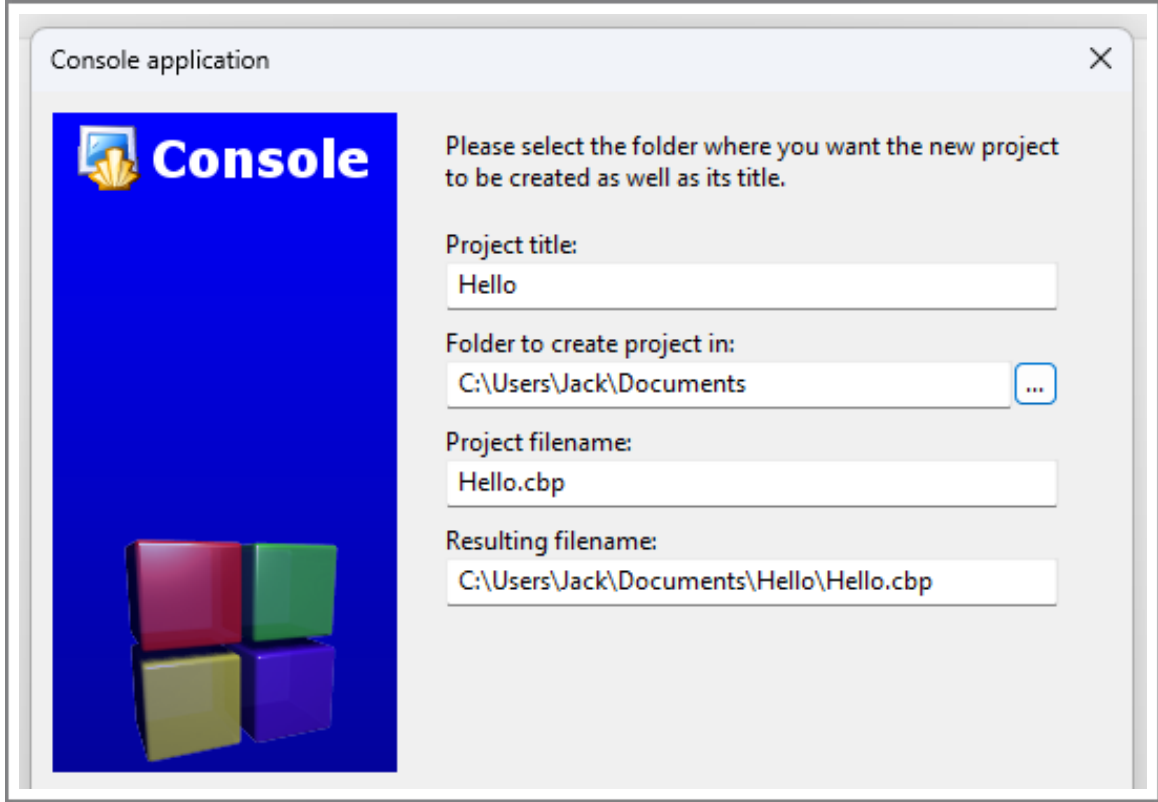 Console application
Console
Please select the folder where you want the new project
to be created as well as its title.
Project title:
Hello
Folder to create project in:
C:\Users\Jack\Documents
...
Project filename:
Hello.cbp
Resulting filename:
C:\Users\Jack\Documents\Hello\Hello.cbp